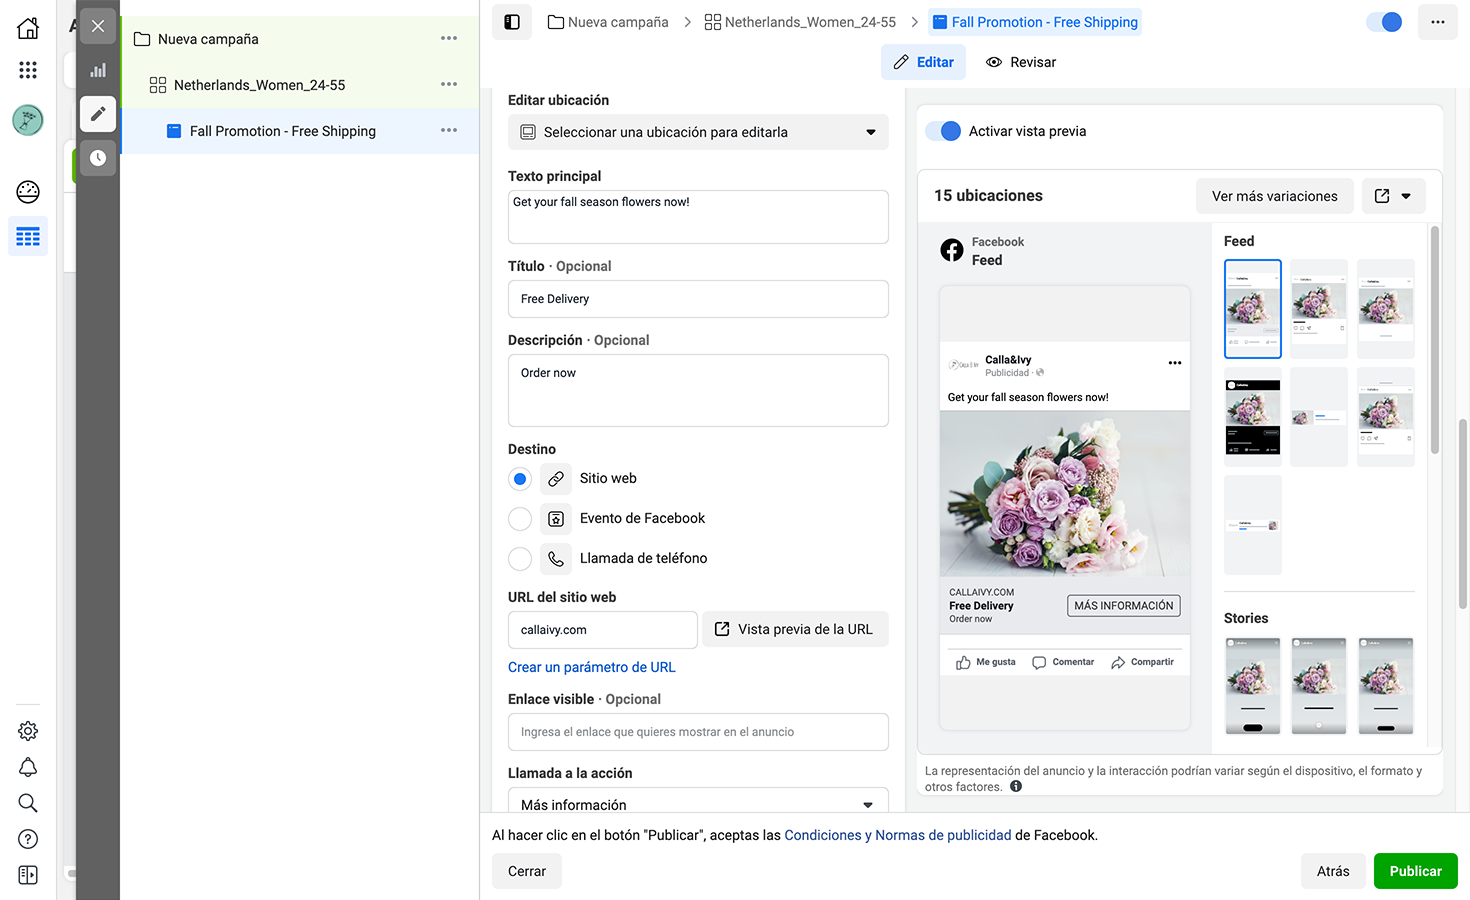 Nueva campaña
Netherlands_Women_24-55
Fall Promotion - Free Shipping
Nueva campaña
Netherlands_Women_24-55
Fall Promotion - Free Shipping
Editar
Revisar
Editar ubicación
Seleccionar una ubicación para editarla
Texto principal
Get your fall season flowers now!
Título · Opcional
Free Delivery
Descripción · Opcional
Order now
Destino
Sitio web
Evento de Facebook
Llamada de teléfono
URL del sitio web
callaivy.com
Vista previa de la URL
Crear un parámetro de URL
Enlace visible · Opcional
Ingresa el enlace que quieres mostrar en el anuncio
Llamada a la acción
Más información
Activar vista previa
15 ubicaciones
Ver más variaciones
Facebook
Feed
Calla&Ivy
Publicidad ·
Get your fall season flowers now!
CALLAIVY.COM
Free Delivery
Order now
MÁS INFORMACIÓN
Me gusta
Comentar
Compartir
Feed
Stories
La representación del anuncio y la interacción podrían variar según el dispositivo, el formato y
otros factores.
Al hacer clic en el botón "Publicar", aceptas las Condiciones y Normas de publicidad de Facebook.
Cerrar
Atrás
Publicar